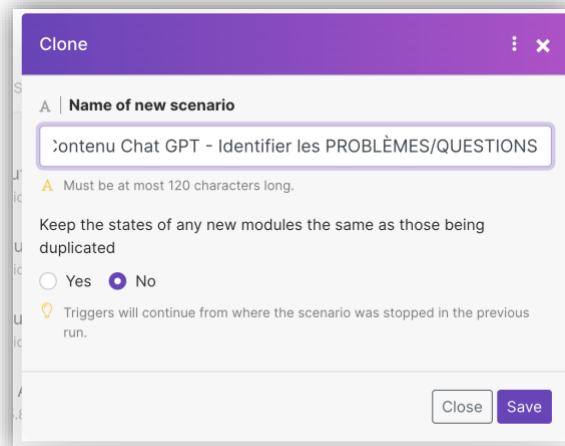 Clone
A Name of new scenario
Contenu Chat GPT - Identifier les PROBLÈMES/QUESTIONS
A Must be at most 120 characters long.
Keep the states of any new modules the same as those being
duplicated
Yes No
Triggers will continue from where the scenario was stopped in the previous
run.
Close Save